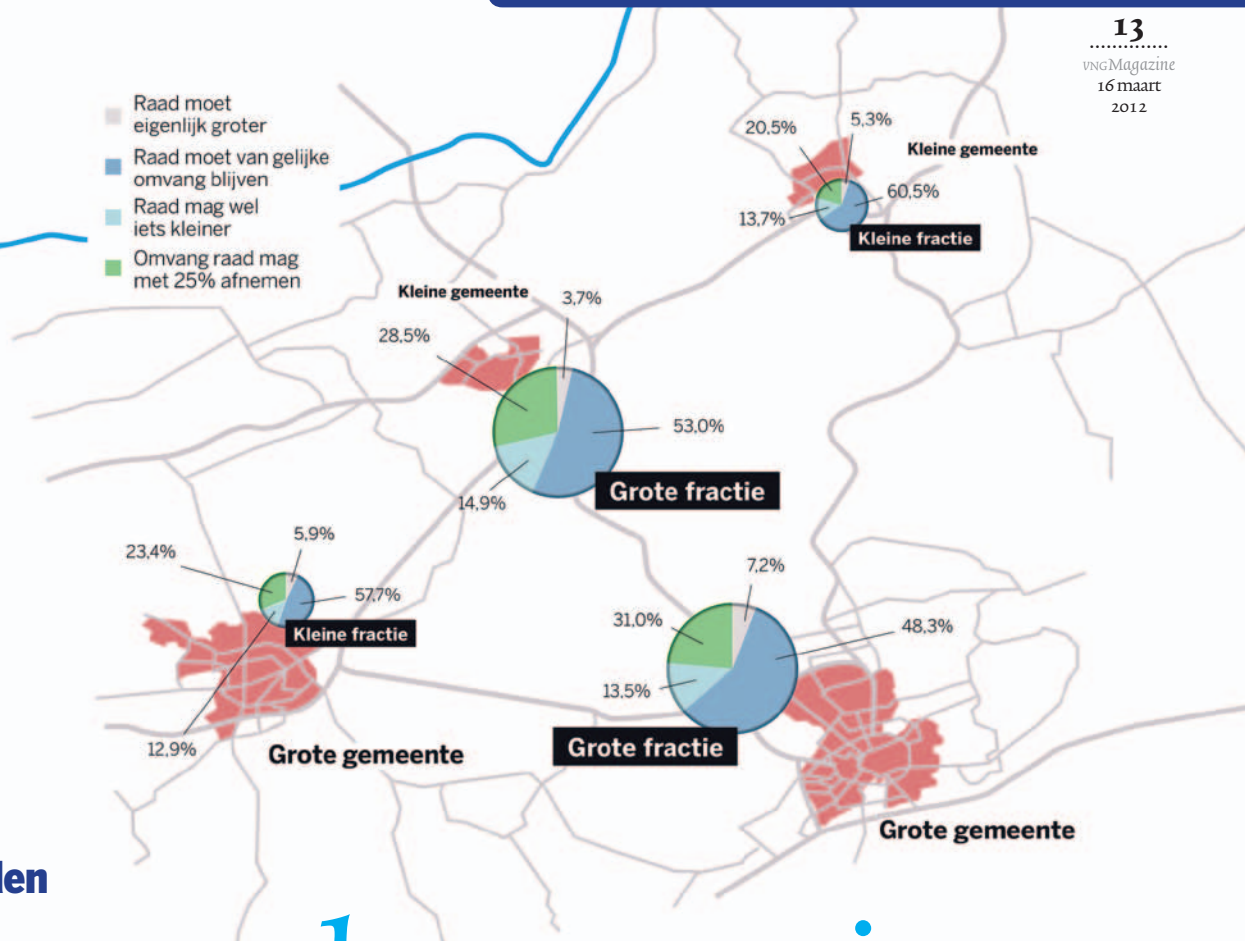 13
VNG Magazine
16 maart
2012
Raad moet
eigenlijk groter
Raad moet van gelijke
omvang blijven
Raad mag wel
iets kleiner
Omvang raad mag
met 25% afnemen
20.5%
5,3%
Kleine gemeente
60,5%
13,7%
Kleine fractie
Kleine gemeente
3,7%
28,5%
53,0%
14,9%
Grote fractie
5,9%
23,4%
57,7%
Kleine fractie
12,9%
Grote gemeente
7,2%
31,0%
48,3%
13,5%
Grote fractie
Grote gemeente